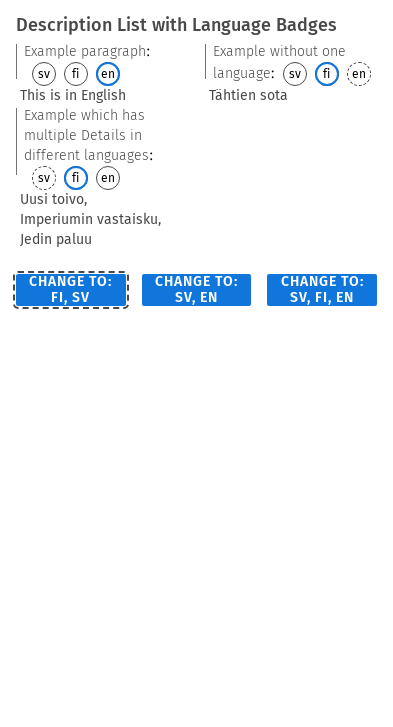 Description List with Language Badges
Example paragraph:
sv fi en
This is in English
Example without one
language: sv fi en
Tähtien sota
Example which has
multiple Details in
different languages:
sv fi en
Uusi toivo,
Imperiumin vastaisku,
Jedin paluu
CHANGE TO:
FI, SV
CHANGE TO:
SV, EN
CHANGE TO:
SV, FI, EN